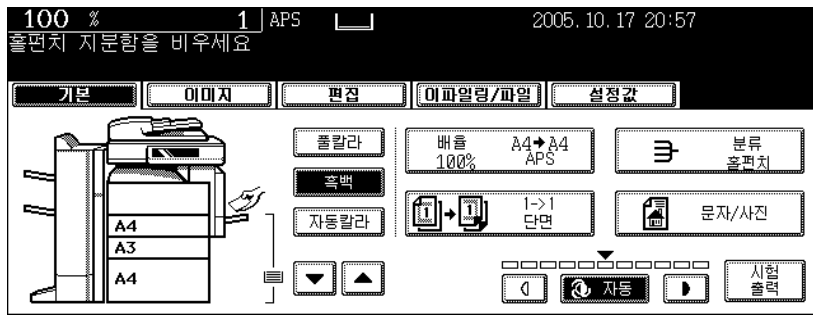 100 % 1 APS 2005.10.17 20:57
홀펀치 지분함을 비우세요
기본 이미지 편집 이파일링/파일 설정값
풀칼라 배율 100% A4→A4 APS 분류 홀펀치
흑백
자동칼라 1 → 1 1->1 단면 문자/사진
A4
A3
A4
자동 시험 출력